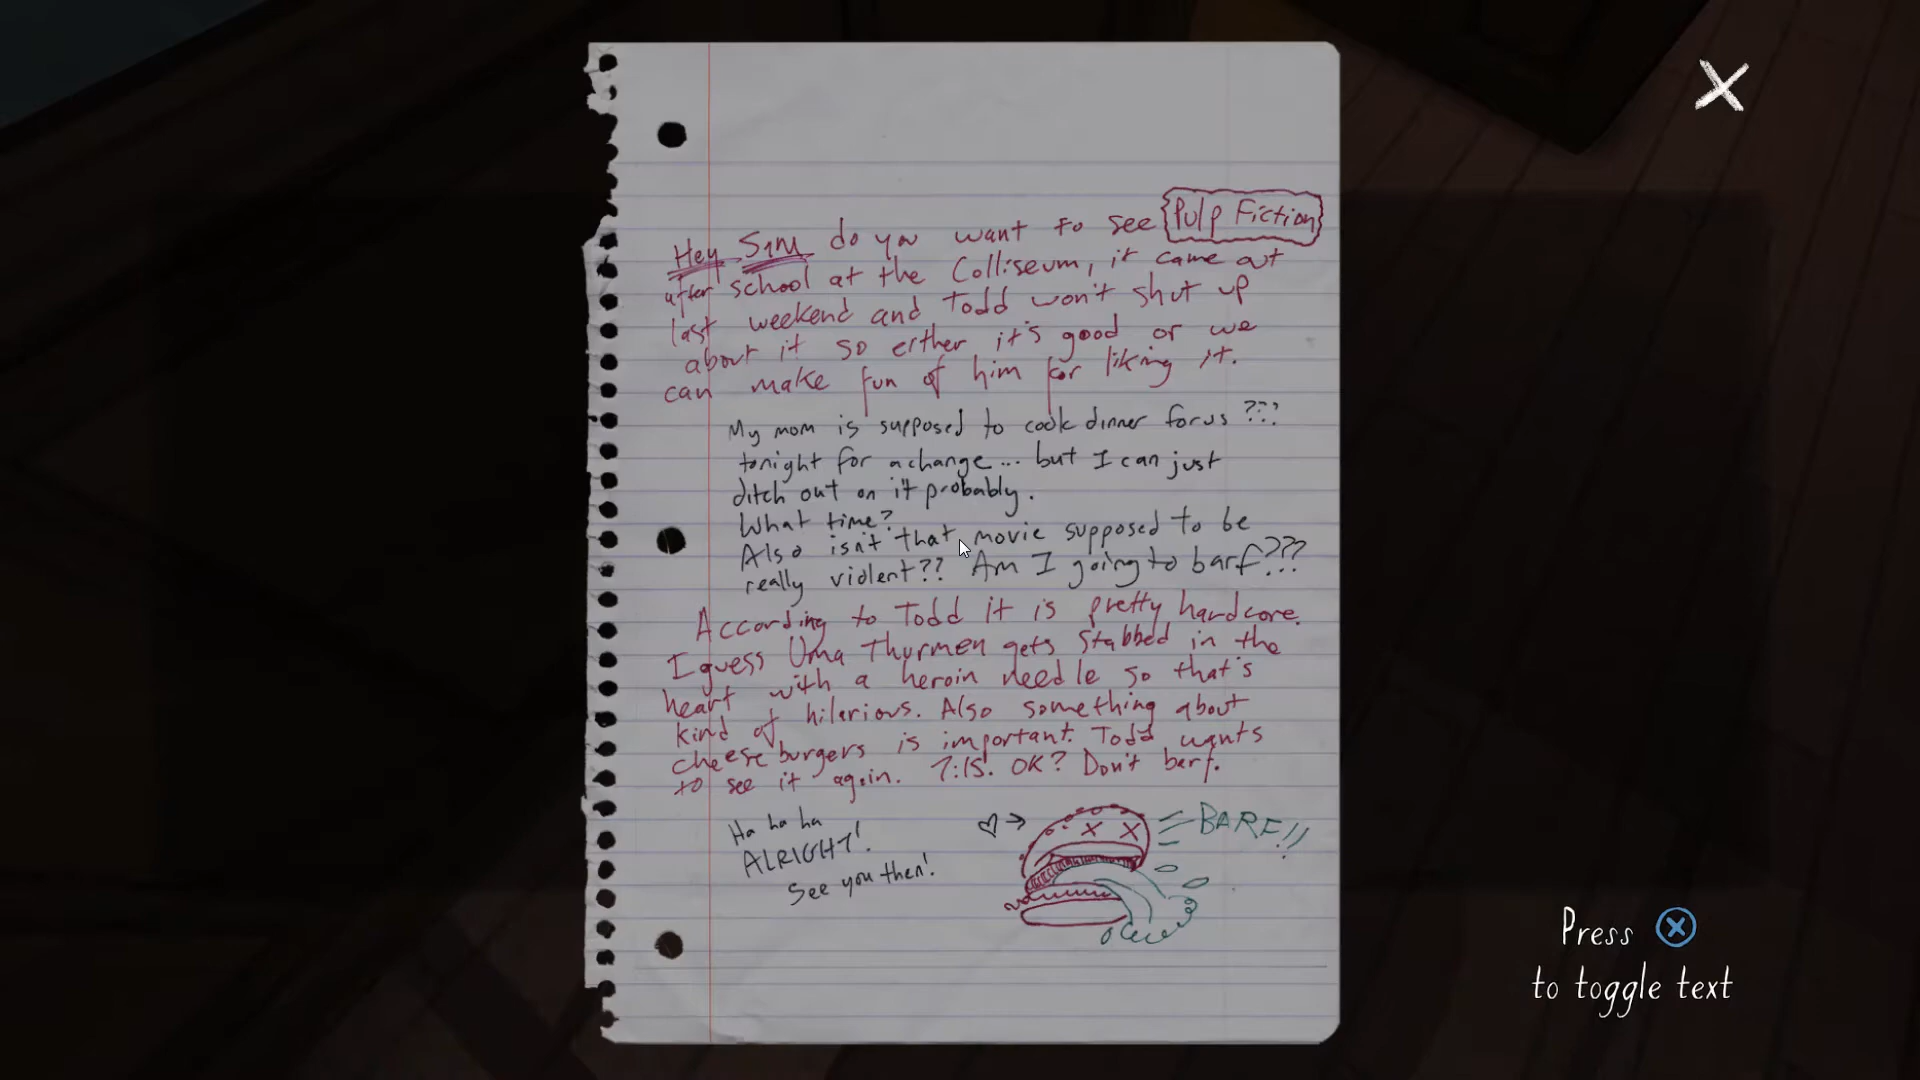 Hey Sam do you want to see Pulp Fiction
after school at the Colliseum, it came out
last weekend and Todd won't shut up
about it so either it's good or we
can make fun of him for liking it.
My mom is supposed to cook dinner for us ???
tonight for a change... but I can just
ditch out on it probably.
What time?
Also isn't that movie supposed to be
really violent?? Am I going to barf???
According to Todd it is pretty hardcore.
I guess Uma Thurmen gets stabbed in the
heart with a heroin needle so that's
kind of hilarious. Also something about
cheeseburgers is important. Todd wants
to see it again. 7:15. OK? Don't barf.
Ha ha ha
ALRIGHT!
See you then!
BARF!!
Press
to toggle text